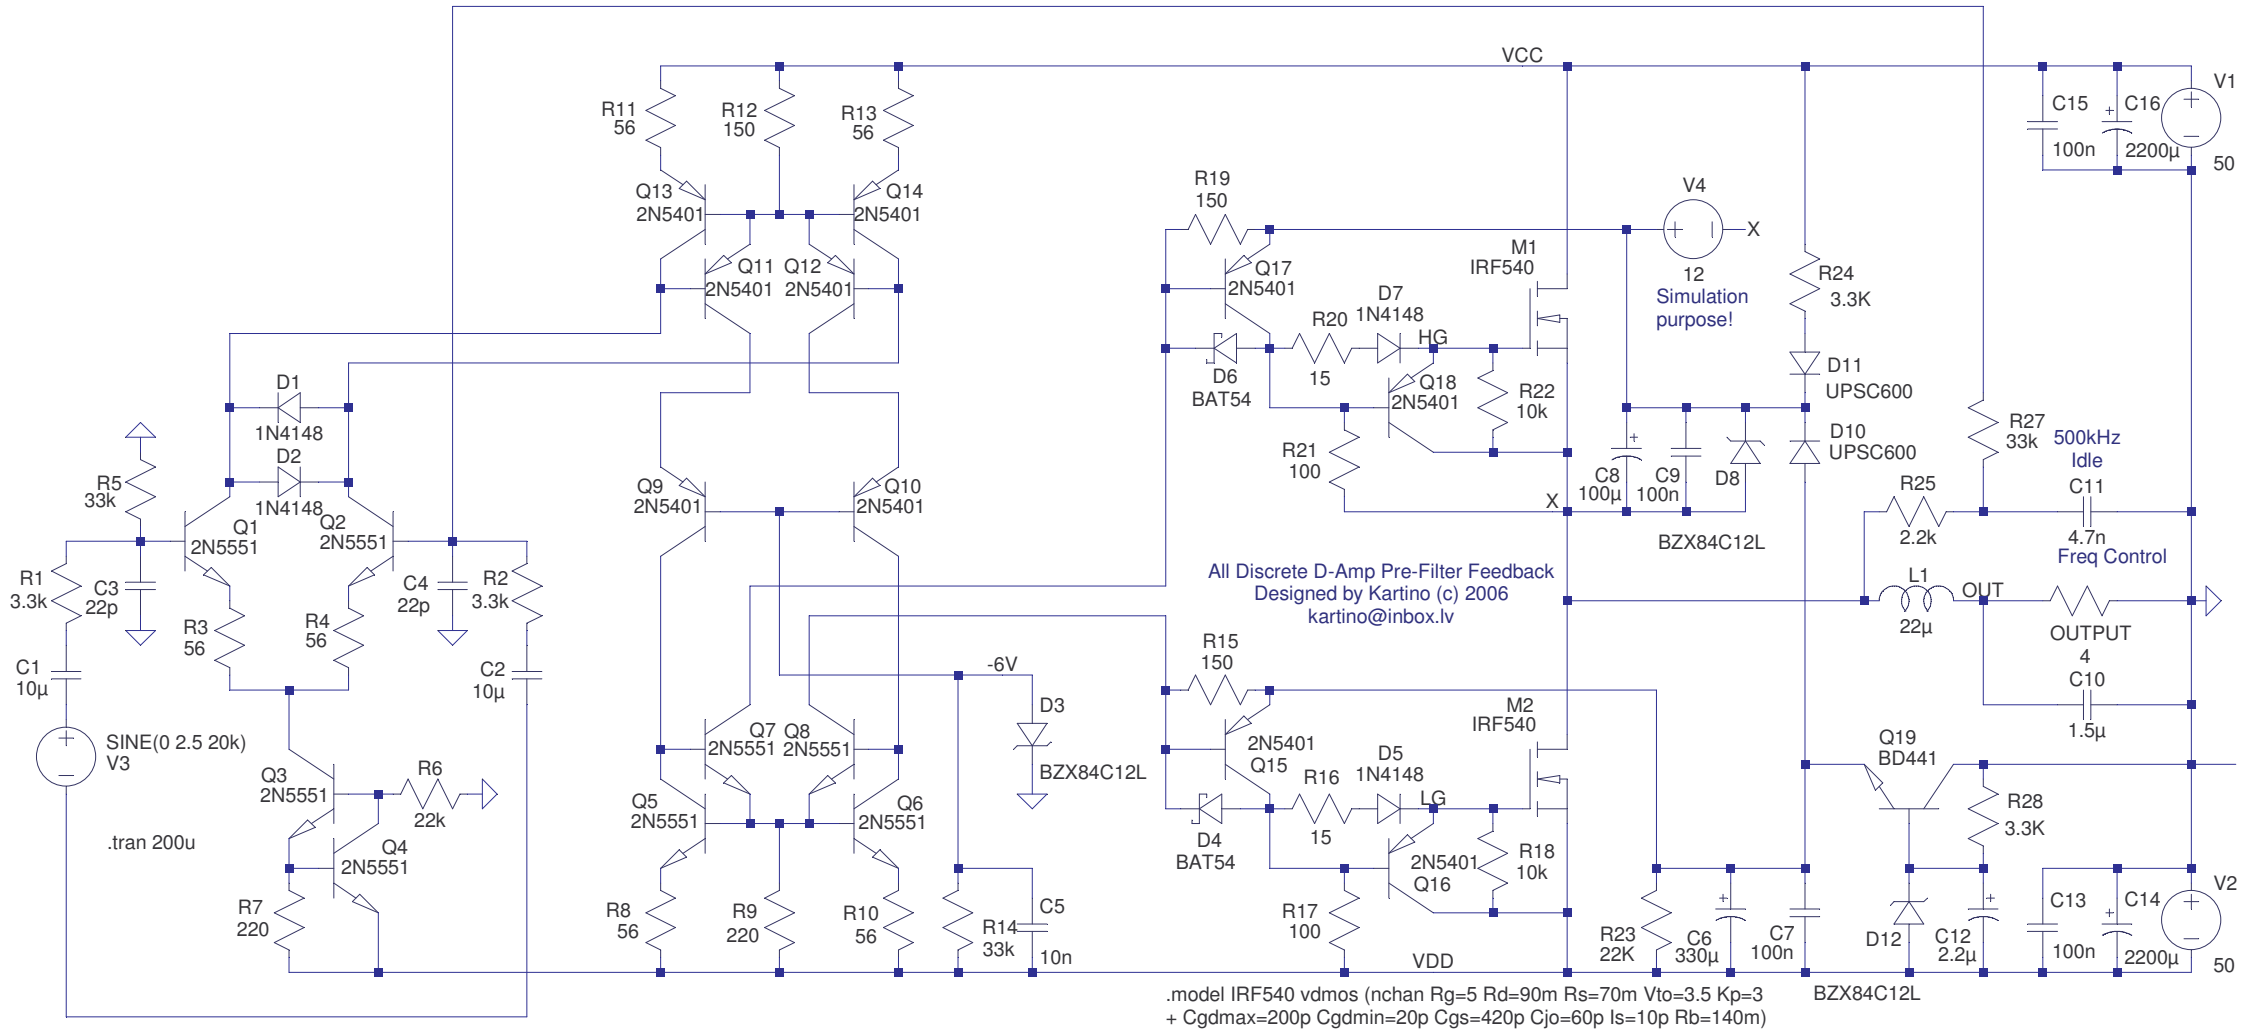 VCC
V1
50
C15
100n
C16
+
2200µ
R11
56
R12
150
R13
56
Q13
2N5401
Q14
2N5401
Q11
2N5401
Q12
2N5401
R19
150
V4
12
X
Simulation
purpose!
M1
IRF540
Q17
2N5401
D7
1N4148
R20
15
HG
D6
BAT54
Q18
2N5401
R22
10k
R21
100
X
R24
3.3K
D11
UPSC600
D10
UPSC600
C8
100µ
+
C9
100n
D8
BZX84C12L
R27
33k
500kHz
Idle
C11
4.7n
Freq Control
R25
2.2k
L1
22µ
OUT
OUTPUT
4
C10
1.5µ
D1
1N4148
D2
1N4148
R5
33k
Q1
2N5551
Q2
2N5551
R1
3.3k
C3
22p
C4
22p
R2
3.3k
R3
56
R4
56
C1
10µ
C2
10µ
SINE(0 2.5 20k)
V3
Q3
2N5551
R6
22k
Q4
2N5551
R7
220
.tran 200u
Q9
2N5401
Q10
2N5401
All Discrete D-Amp Pre-Filter Feedback
Designed by Kartino (c) 2006
kartino@inbox.lv
-6V
D3
BZX84C12L
Q7
2N5551
Q8
2N5551
Q5
2N5551
Q6
2N5551
R8
56
R9
220
R10
56
R14
33k
C5
10n
R15
150
M2
IRF540
2N5401
Q15
D5
1N4148
R16
15
LG
D4
BAT54
2N5401
Q16
R18
10k
R17
100
VDD
R23
22K
C6
330µ
+
C7
100n
Q19
BD441
R28
3.3K
D12
C12
2.2µ
+
BZX84C12L
C13
100n
C14
+
2200µ
V2
50
.model IRF540 vdmos (nchan Rg=5 Rd=90m Rs=70m Vto=3.5 Kp=3
+ Cgdmax=200p Cgdmin=20p Cgs=420p Cjo=60p Is=10p Rb=140m)